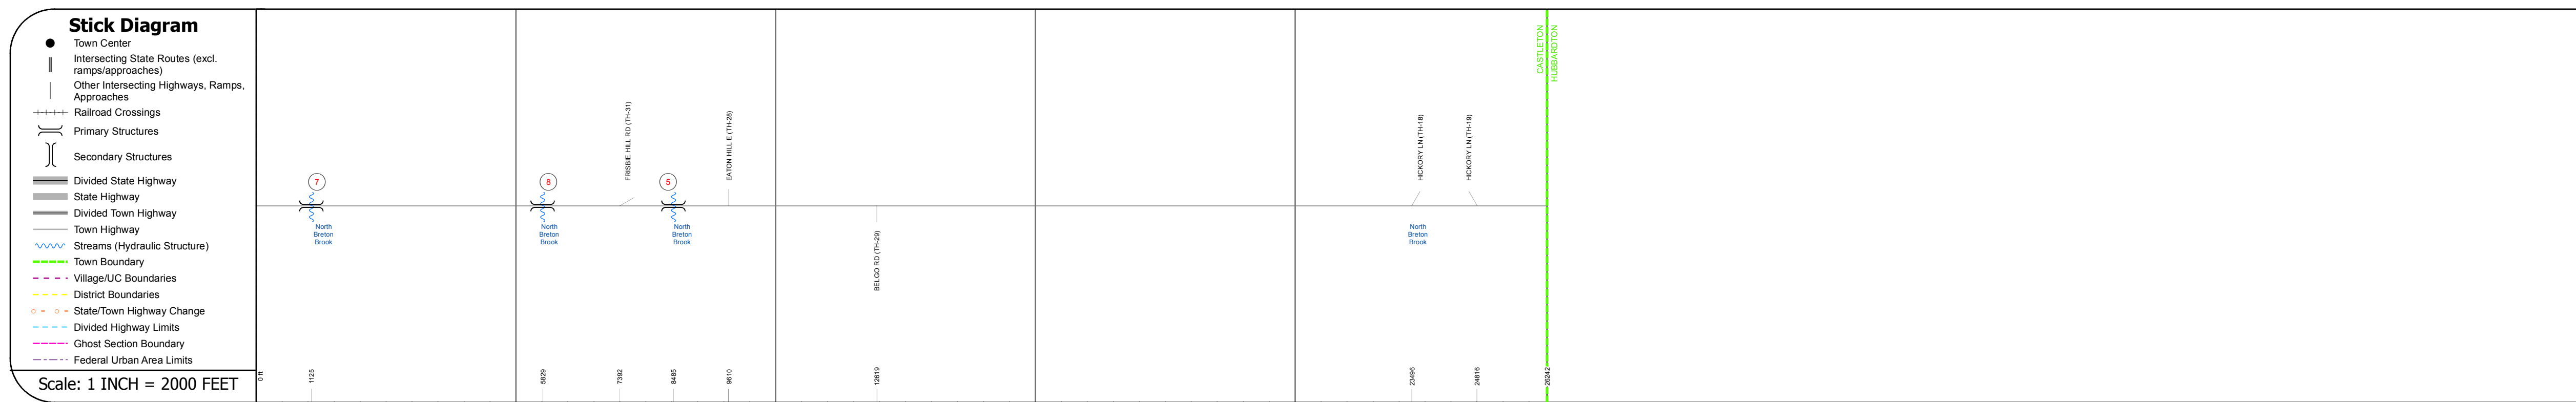 Stick Diagram
Town Center
Intersecting State Routes (excl.
ramps/approaches)
Other Intersecting Highways, Ramps,
Approaches
Railroad Crossings
Primary Structures
Secondary Structures
Divided State Highway
State Highway
Divided Town Highway
Town Highway
Streams (Hydraulic Structure)
Town Boundary
Village/UC Boundaries
District Boundaries
State/Town Highway Change
Divided Highway Limits
Ghost Section Boundary
Federal Urban Area Limits
Scale: 1 INCH = 2000 FEET
7
North
Breton
Brook
8
North
Breton
Brook
FRISBIE HILL RD (TH-31)
5
North
Breton
Brook
EATON HILL E (TH-28)
BELGO RD (TH-29)
HICKORY LN (TH-18)
North
Breton
Brook
HICKORY LN (TH-19)
CASTLETON
HUBBARDTON
0 ft
1125
5829
7392
8485
9610
12619
23496
24816
26242